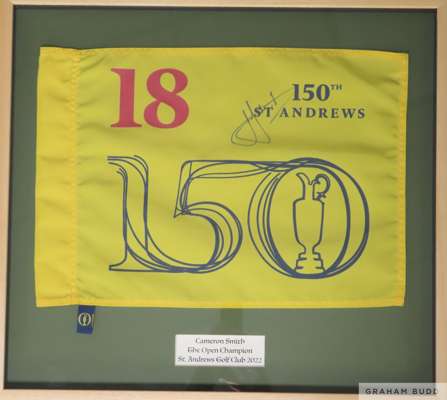 18
150TH
ST ANDREWS
150
Cameron Smith
The Open Champion
St. Andrews Golf Club 2022
GRAHAM BUDD